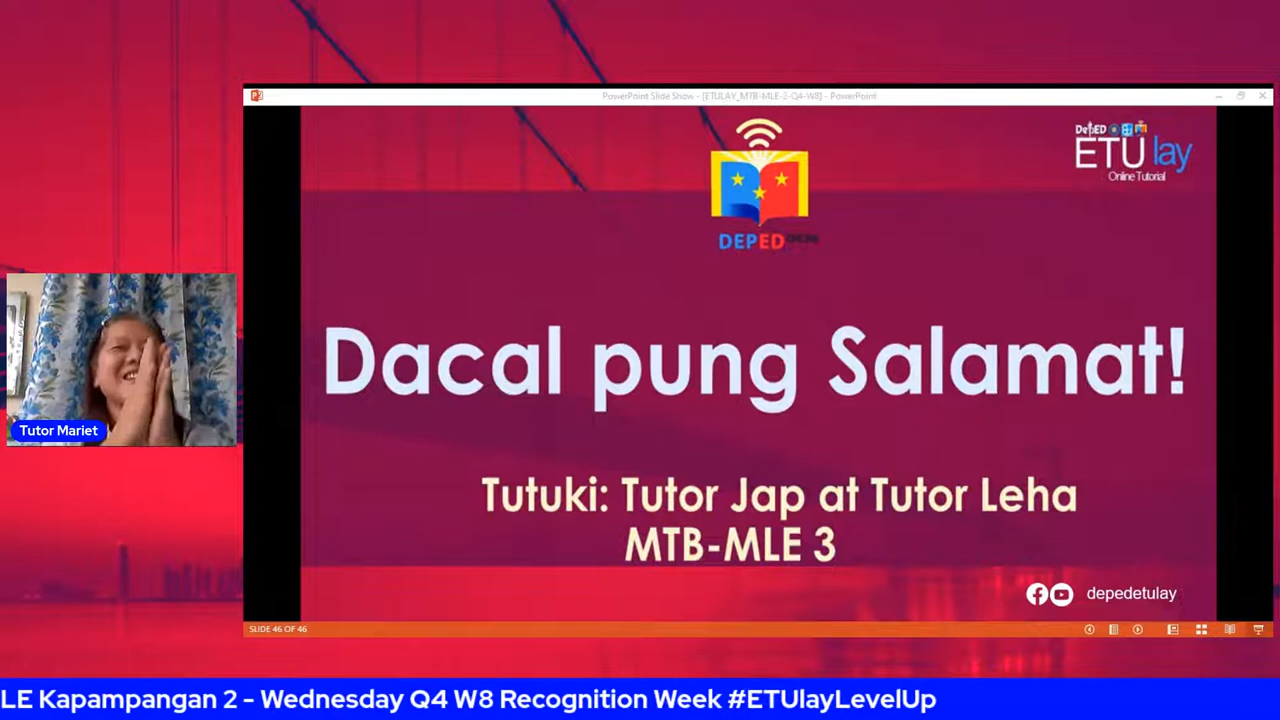 PowerPoint Slide Show - [ETULAY_MTB-MLE-2-Q4-W8] - PowerPoint
DepED
ETUlay
Online Tutorial
DEPED
Dacal pung Salamat!
Tutuki: Tutor Jap at Tutor Leha
MTB-MLE 3
Tutor Mariet
depedetulay
SLIDE 46 OF 46
LE Kapampangan 2 - Wednesday Q4 W8 Recognition Week #ETUlayLevelUp